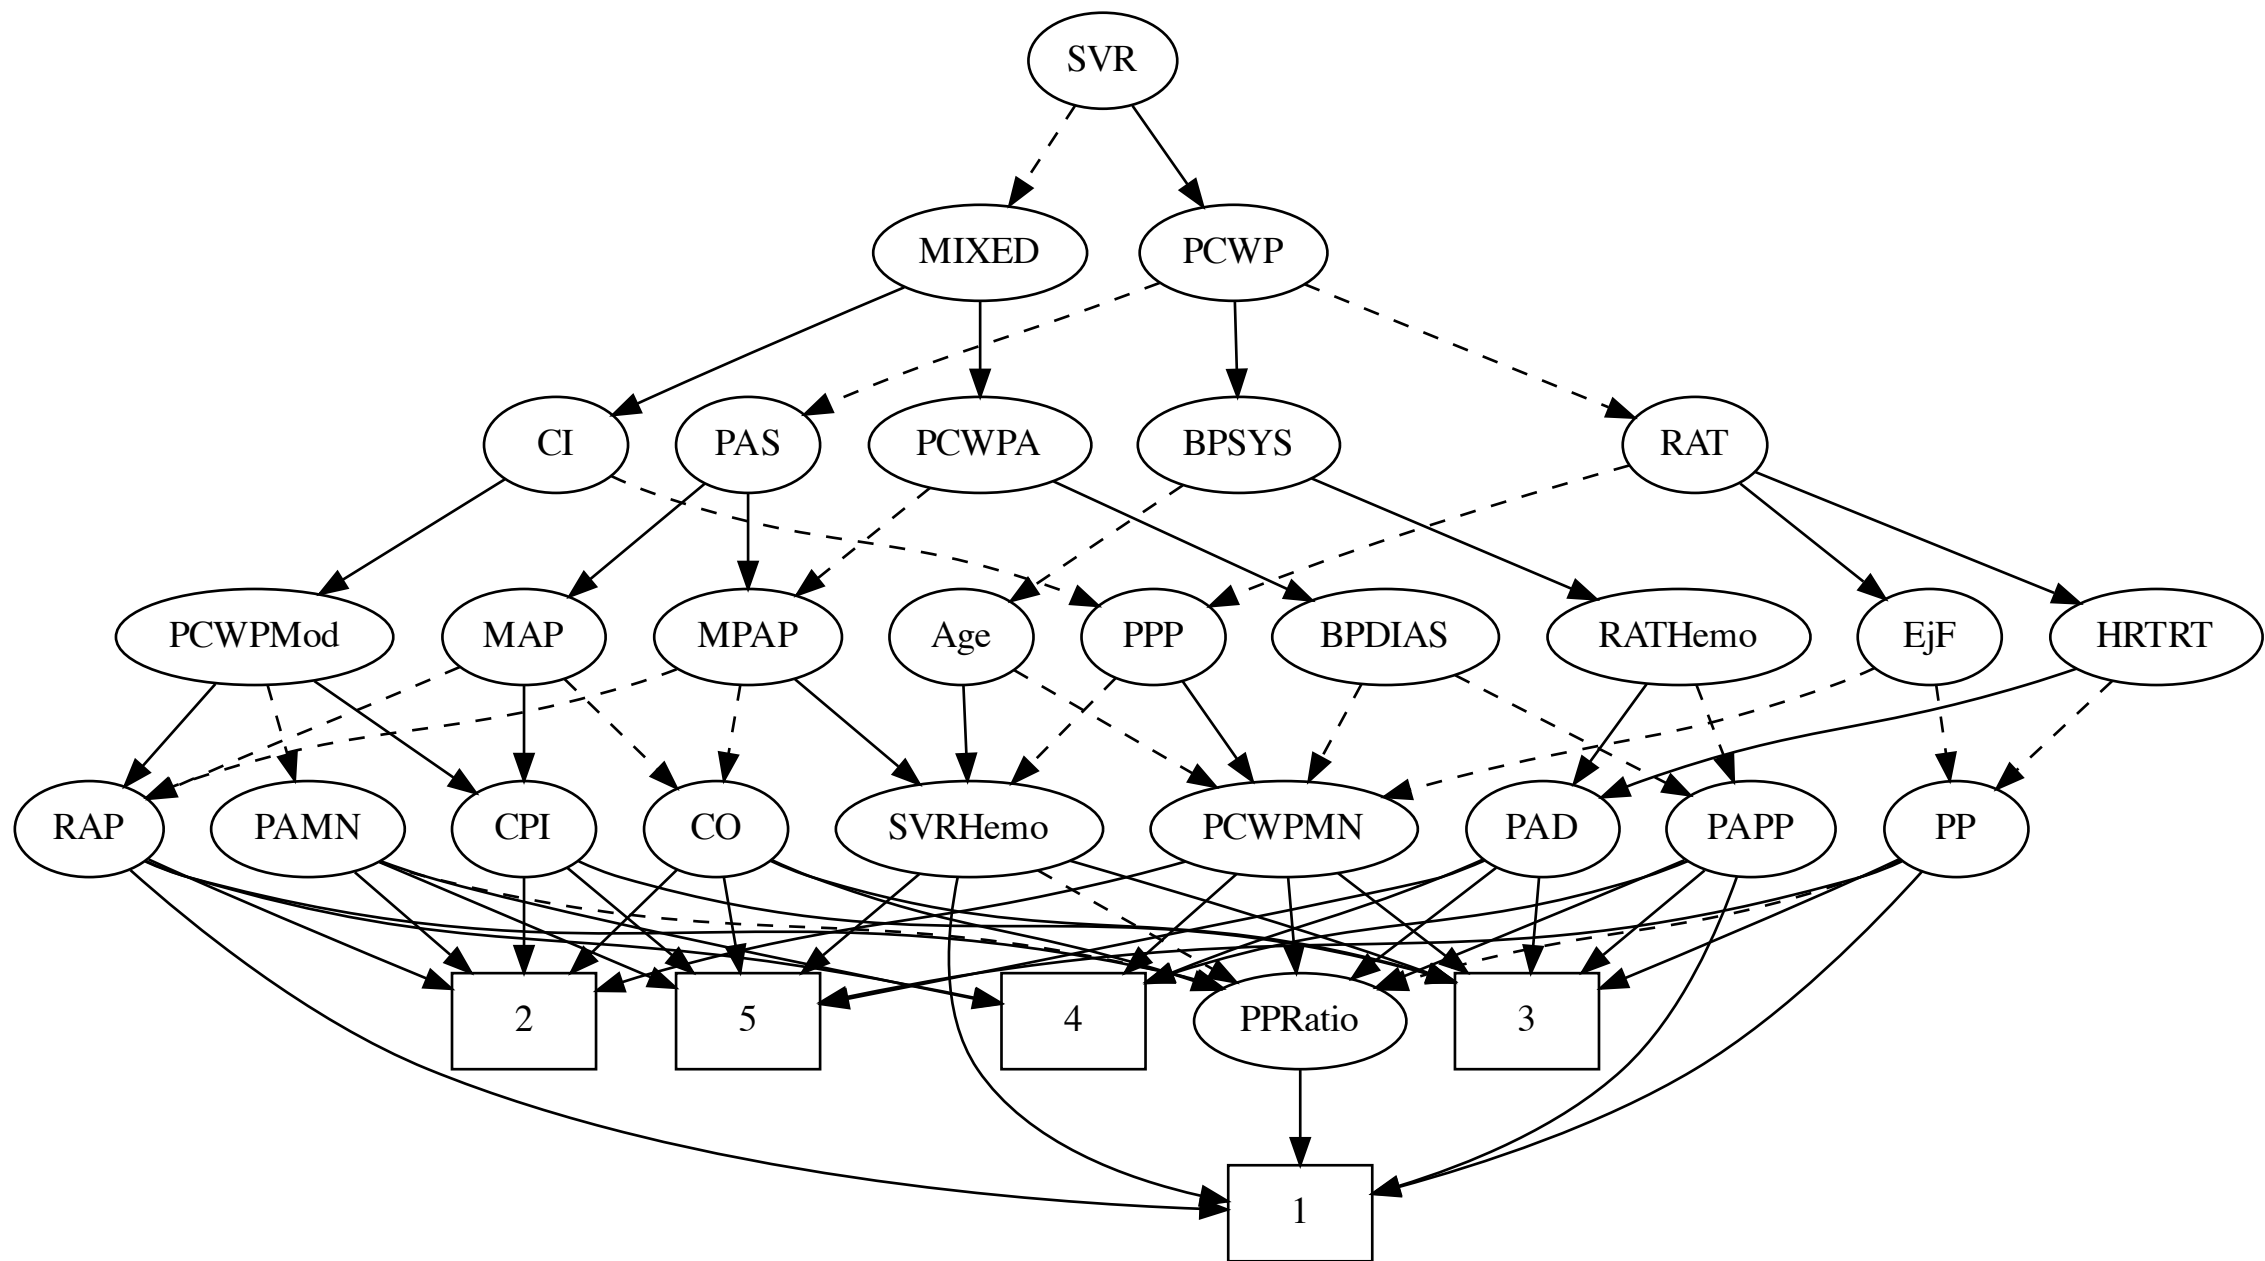 SVR
MIXED
PCWP
CI
PAS
PCWPA
BPSYS
RAT
PCWPMod
MAP
MPAP
Age
PPP
BPDIAS
RATHemo
EjF
HRTRT
RAP
PAMN
CPI
CO
SVRHemo
PCWPMN
PAD
PAPP
PP
2
5
4
PPRatio
3
1